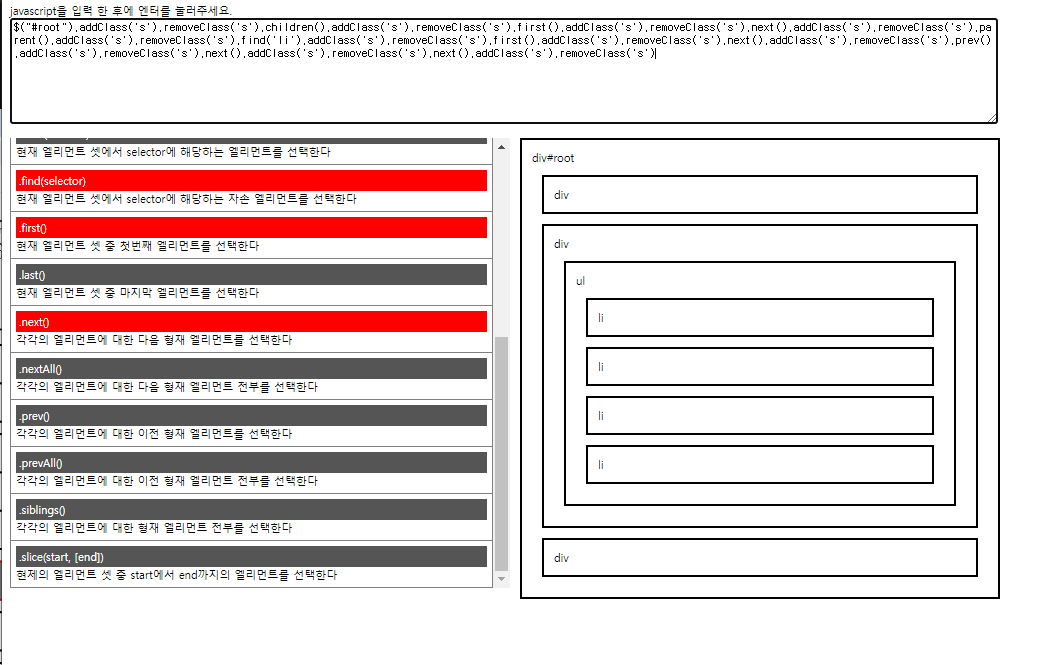 javascript을 입력 한 후에 엔터를 눌러주세요.
$("#root"),addClass('s'),removeClass('s'),children(),addClass('s'),removeClass('s'),first(),addClass('s'),removeClass('s'),next(),addClass('s'),removeClass('s'),pa
rent(),addClass('s'),removeClass('s'),find('li'),addClass('s'),removeClass('s'),first(),addClass('s'),removeClass('s'),next(),addClass('s'),removeClass('s'),prev()
,addClass('s'),removeClass('s'),next(),addClass('s'),removeClass('s'),next(),addClass('s'),removeClass('s')
현재 엘리먼트 셋에서 selector에 해당하는 엘리먼트를 선택한다
.find(selector)
현재 엘리먼트 셋에서 selector에 해당하는 자손 엘리먼트를 선택한다
.first()
현재 엘리먼트 셋 중 첫번째 엘리먼트를 선택한다
.last()
현재 엘리먼트 셋 중 마지막 엘리먼트를 선택한다
.next()
각각의 엘리먼트에 대한 다음 형재 엘리먼트를 선택한다
.nextAll()
각각의 엘리먼트에 대한 다음 형재 엘리먼트 전부를 선택한다
.prev()
각각의 엘리먼트에 대한 이전 형재 엘리먼트를 선택한다
.prevAll()
각각의 엘리먼트에 대한 이전 형재 엘리먼트 전부를 선택한다
.siblings()
각각의 엘리먼트에 대한 형재 엘리먼트 전부를 선택한다
.slice(start, [end])
현제의 엘리먼트 셋 중 start에서 end까지의 엘리먼트를 선택한다
div#root
div
div
ul
li
li
li
li
div